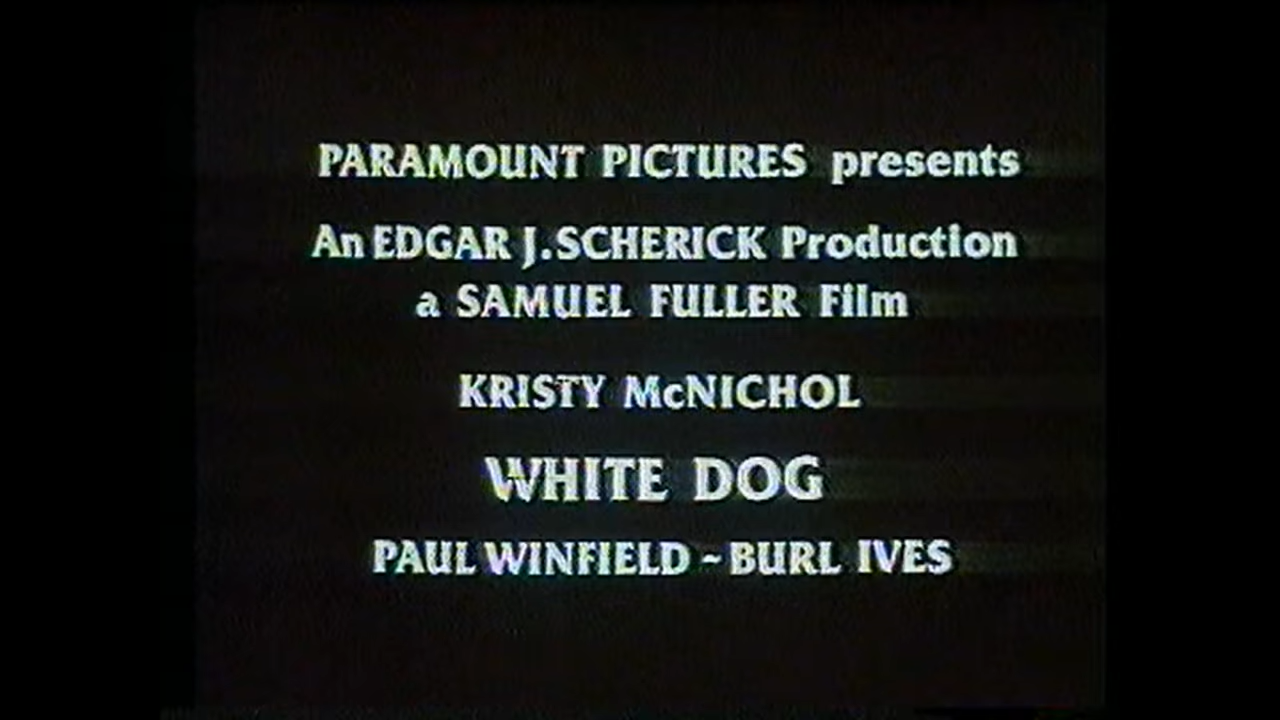 PARAMOUNT PICTURES presents
An EDGAR J. SCHERICK Production
a SAMUEL FULLER Film
KRISTY McNICHOL
WHITE DOG
PAUL WINFIELD ~ BURL IVES